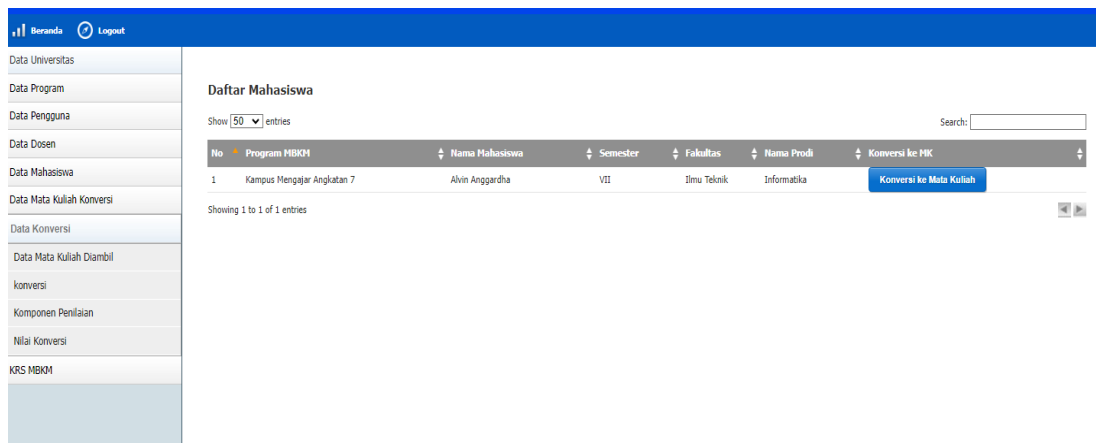 Beranda Logout
Data Universitas
Data Program
Data Pengguna
Data Dosen
Data Mahasiswa
Data Mata Kuliah Konversi
Data Konversi
Data Mata Kuliah Diambil
konversi
Komponen Penilaian
Nilai Konversi
KRS MBKM
Daftar Mahasiswa
Show 50 entries Search:
No Program MBKM Nama Mahasiswa Semester Fakultas Nama Prodi Konversi ke MK
1 Kampus Mengajar Angkatan 7 Alvin Anggardha VII Ilmu Teknik Informatika Konversi ke Mata Kuliah
Showing 1 to 1 of 1 entries